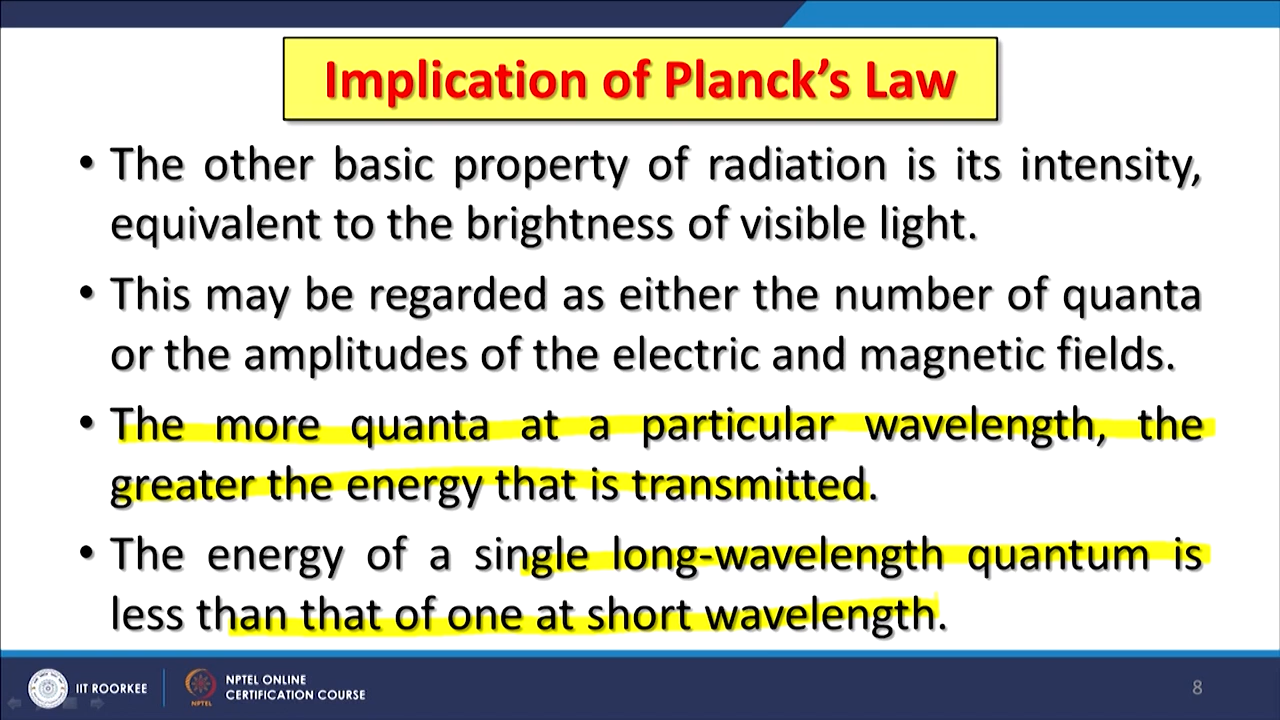 Implication of Planck's Law
• The other basic property of radiation is its intensity,
equivalent to the brightness of visible light.
• This may be regarded as either the number of quanta
or the amplitudes of the electric and magnetic fields.
• The more quanta at a particular wavelength, the
greater the energy that is transmitted.
• The energy of a single long-wavelength quantum is
less than that of one at short wavelength.
IIT ROORKEE
NPTEL
NPTEL ONLINE
CERTIFICATION COURSE
8